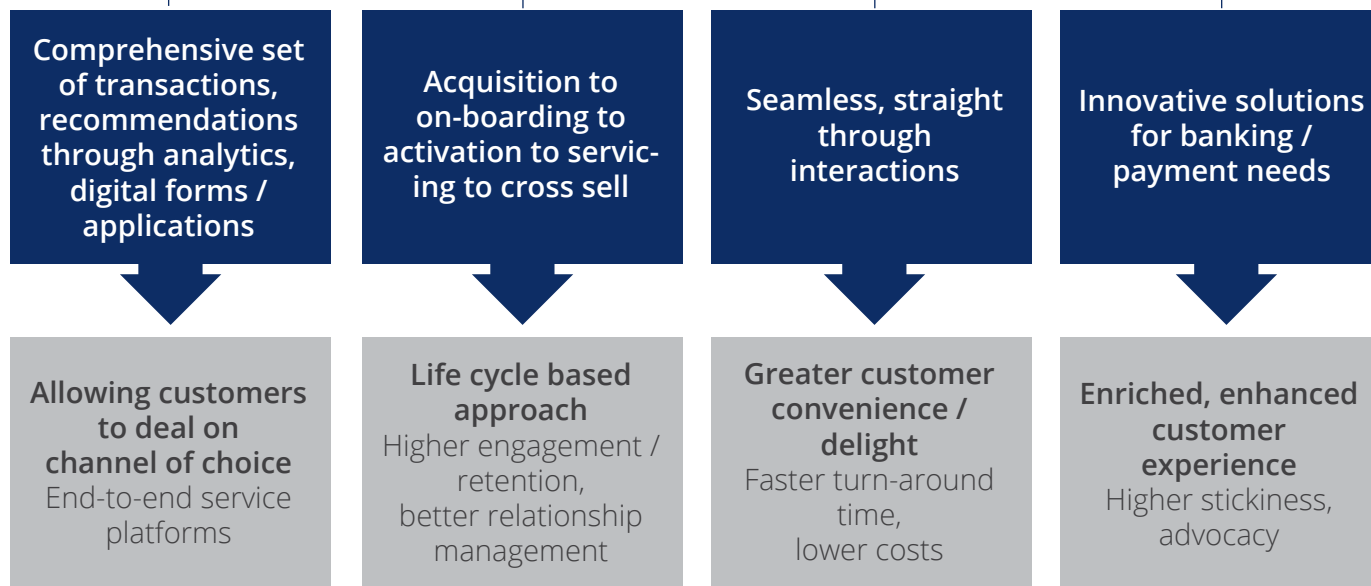 Comprehensive set
of transactions,
recommendations
through analytics,
digital forms /
applications
Acquisition to
on-boarding to
activation to servic-
ing to cross sell
Seamless, straight
through
interactions
Innovative solutions
for banking /
payment needs
Allowing customers
to deal on
channel of choice
End-to-end service
platforms
Life cycle based
approach
Higher engagement /
retention,
better relationship
management
Greater customer
convenience /
delight
Faster turn-around
time,
lower costs
Enriched, enhanced
customer
experience
Higher stickiness,
advocacy